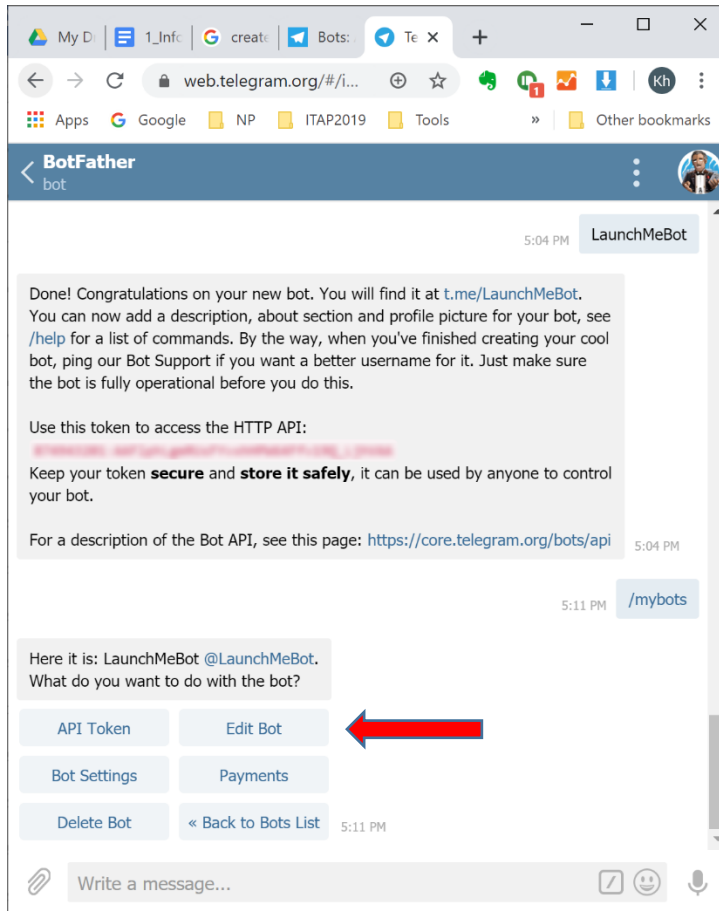 My D
1_Info
create
Bots:
Te
web.telegram.org/#/i...
1
Kh
Apps
Google
NP
ITAP2019
Tools
»
Other bookmarks
BotFather
bot
5:04 PM
LaunchMeBot
Done! Congratulations on your new bot. You will find it at t.me/LaunchMeBot.
You can now add a description, about section and profile picture for your bot, see
/help for a list of commands. By the way, when you've finished creating your cool
bot, ping our Bot Support if you want a better username for it. Just make sure
the bot is fully operational before you do this.
Use this token to access the HTTP API:
Keep your token secure and store it safely, it can be used by anyone to control
your bot.
For a description of the Bot API, see this page: https://core.telegram.org/bots/api
5:04 PM
5:11 PM
/mybots
Here it is: LaunchMeBot @LaunchMeBot.
What do you want to do with the bot?
API Token
Edit Bot
Bot Settings
Payments
Delete Bot
« Back to Bots List
5:11 PM
Write a message...